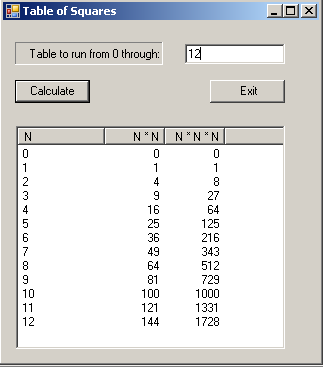 Table of Squares
Table to run from 0 through: 12
Calculate Exit
N N * N N * N * N
0 0 0
1 1 1
2 4 8
3 9 27
4 16 64
5 25 125
6 36 216
7 49 343
8 64 512
9 81 729
10 100 1000
11 121 1331
12 144 1728